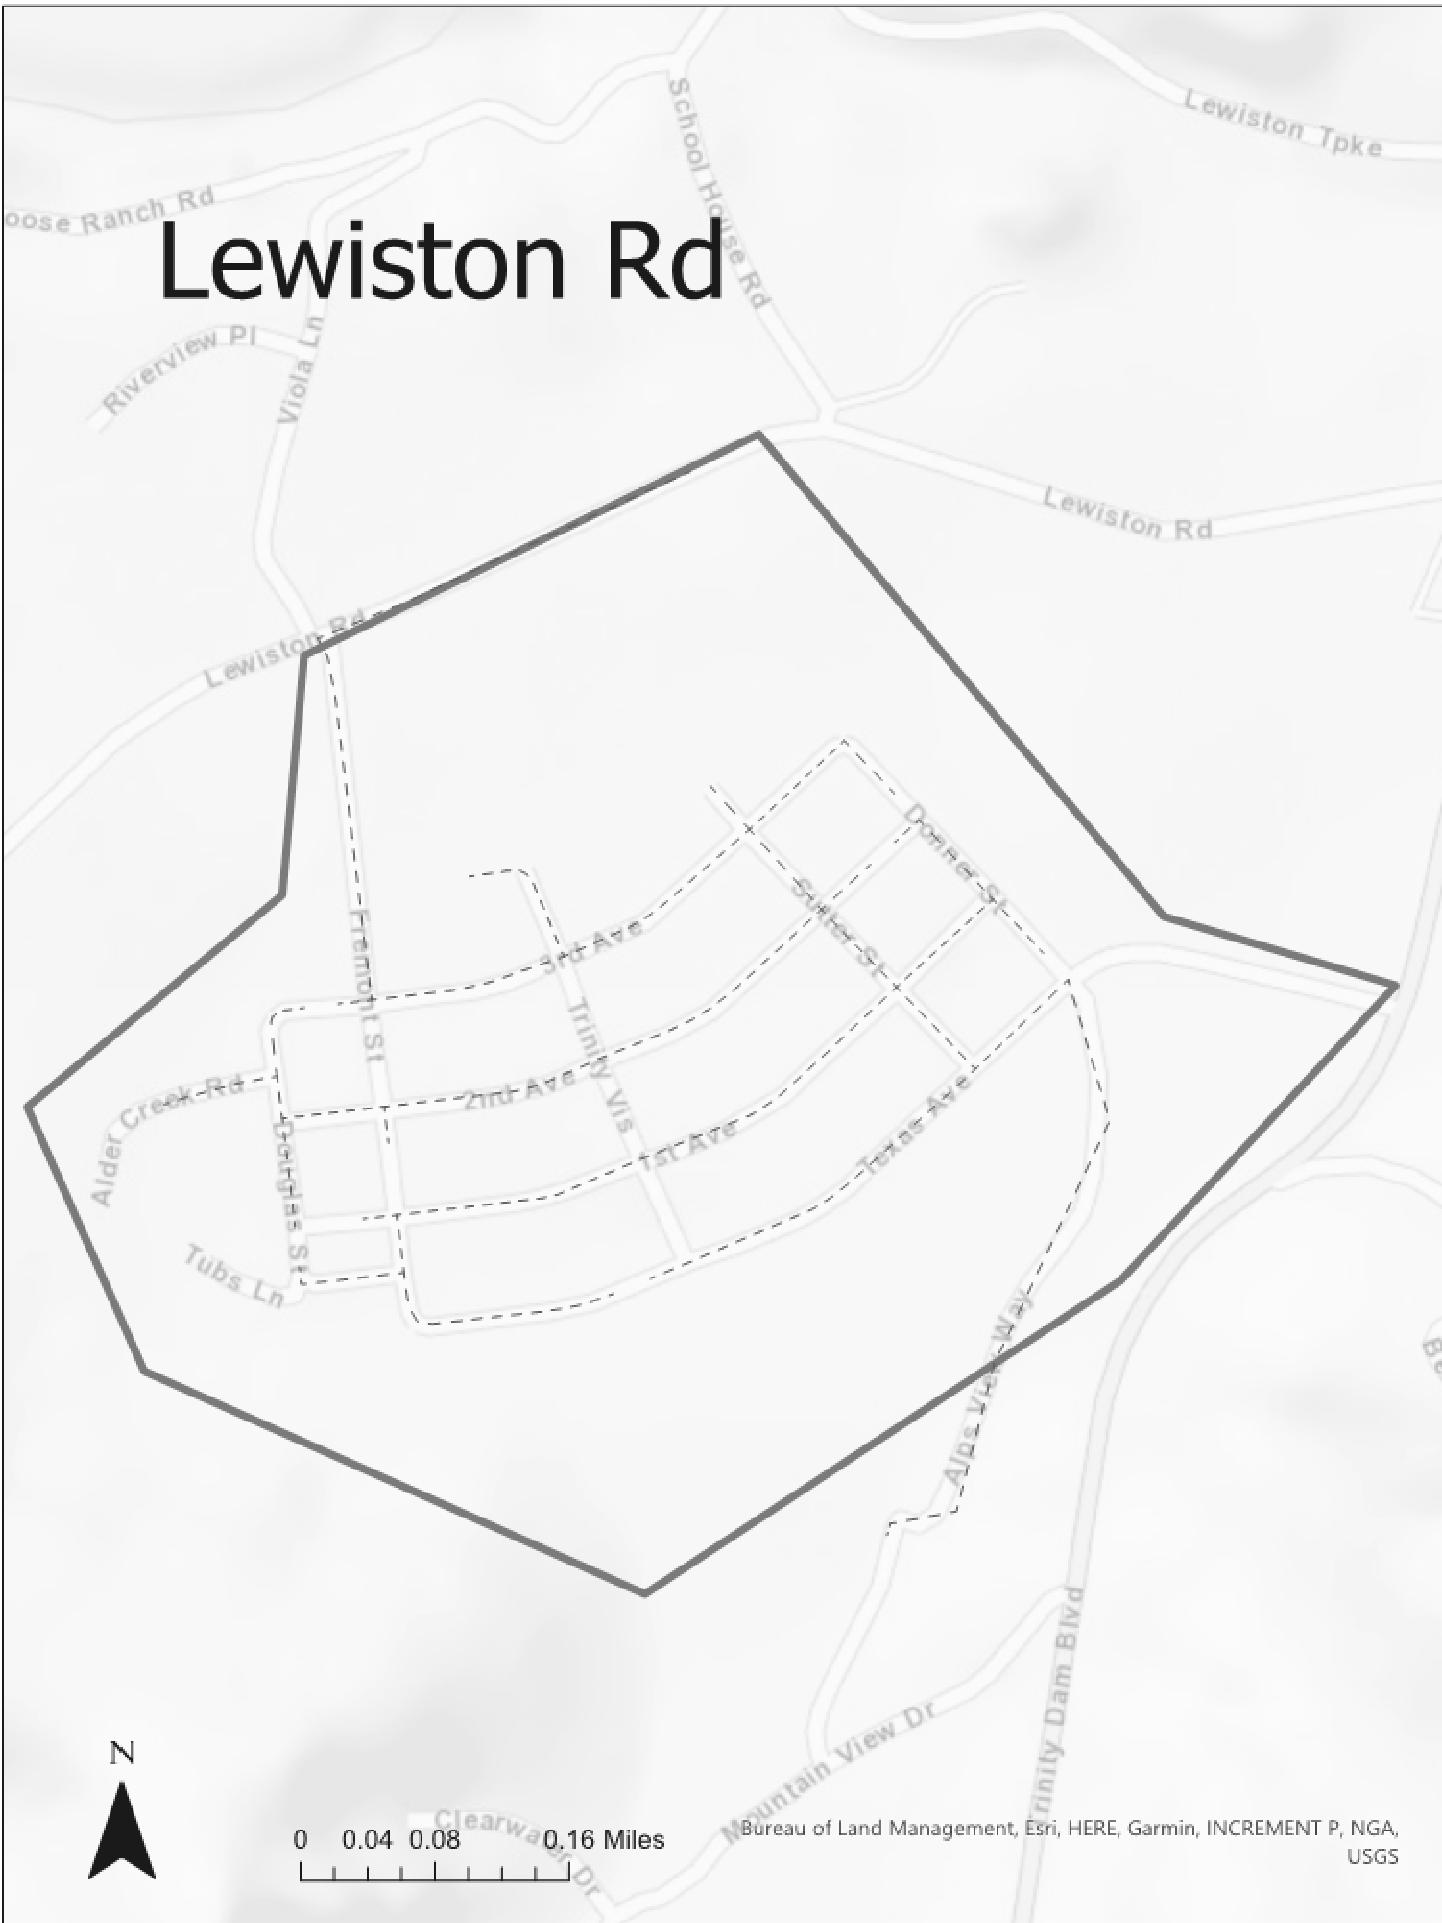 Lewiston Tpke
School House Rd
oose Ranch Rd
Lewiston Rd
Riverview Pl
Viola Ln
Lewiston Rd
Lewiston Rd
Donner St
Sutter St
Fremont St
3rd Ave
Trinity Vis
2nd Ave
Alder Creek Rd
Douglas St
1st Ave
Texas Ave
Tubs Ln
Alps View Way
Be
Trinity Dam Blvd
Mountain View Dr
N
Clearwater Dr
0 0.04 0.08 0.16 Miles
Bureau of Land Management, Esri, HERE, Garmin, INCREMENT P, NGA,
USGS